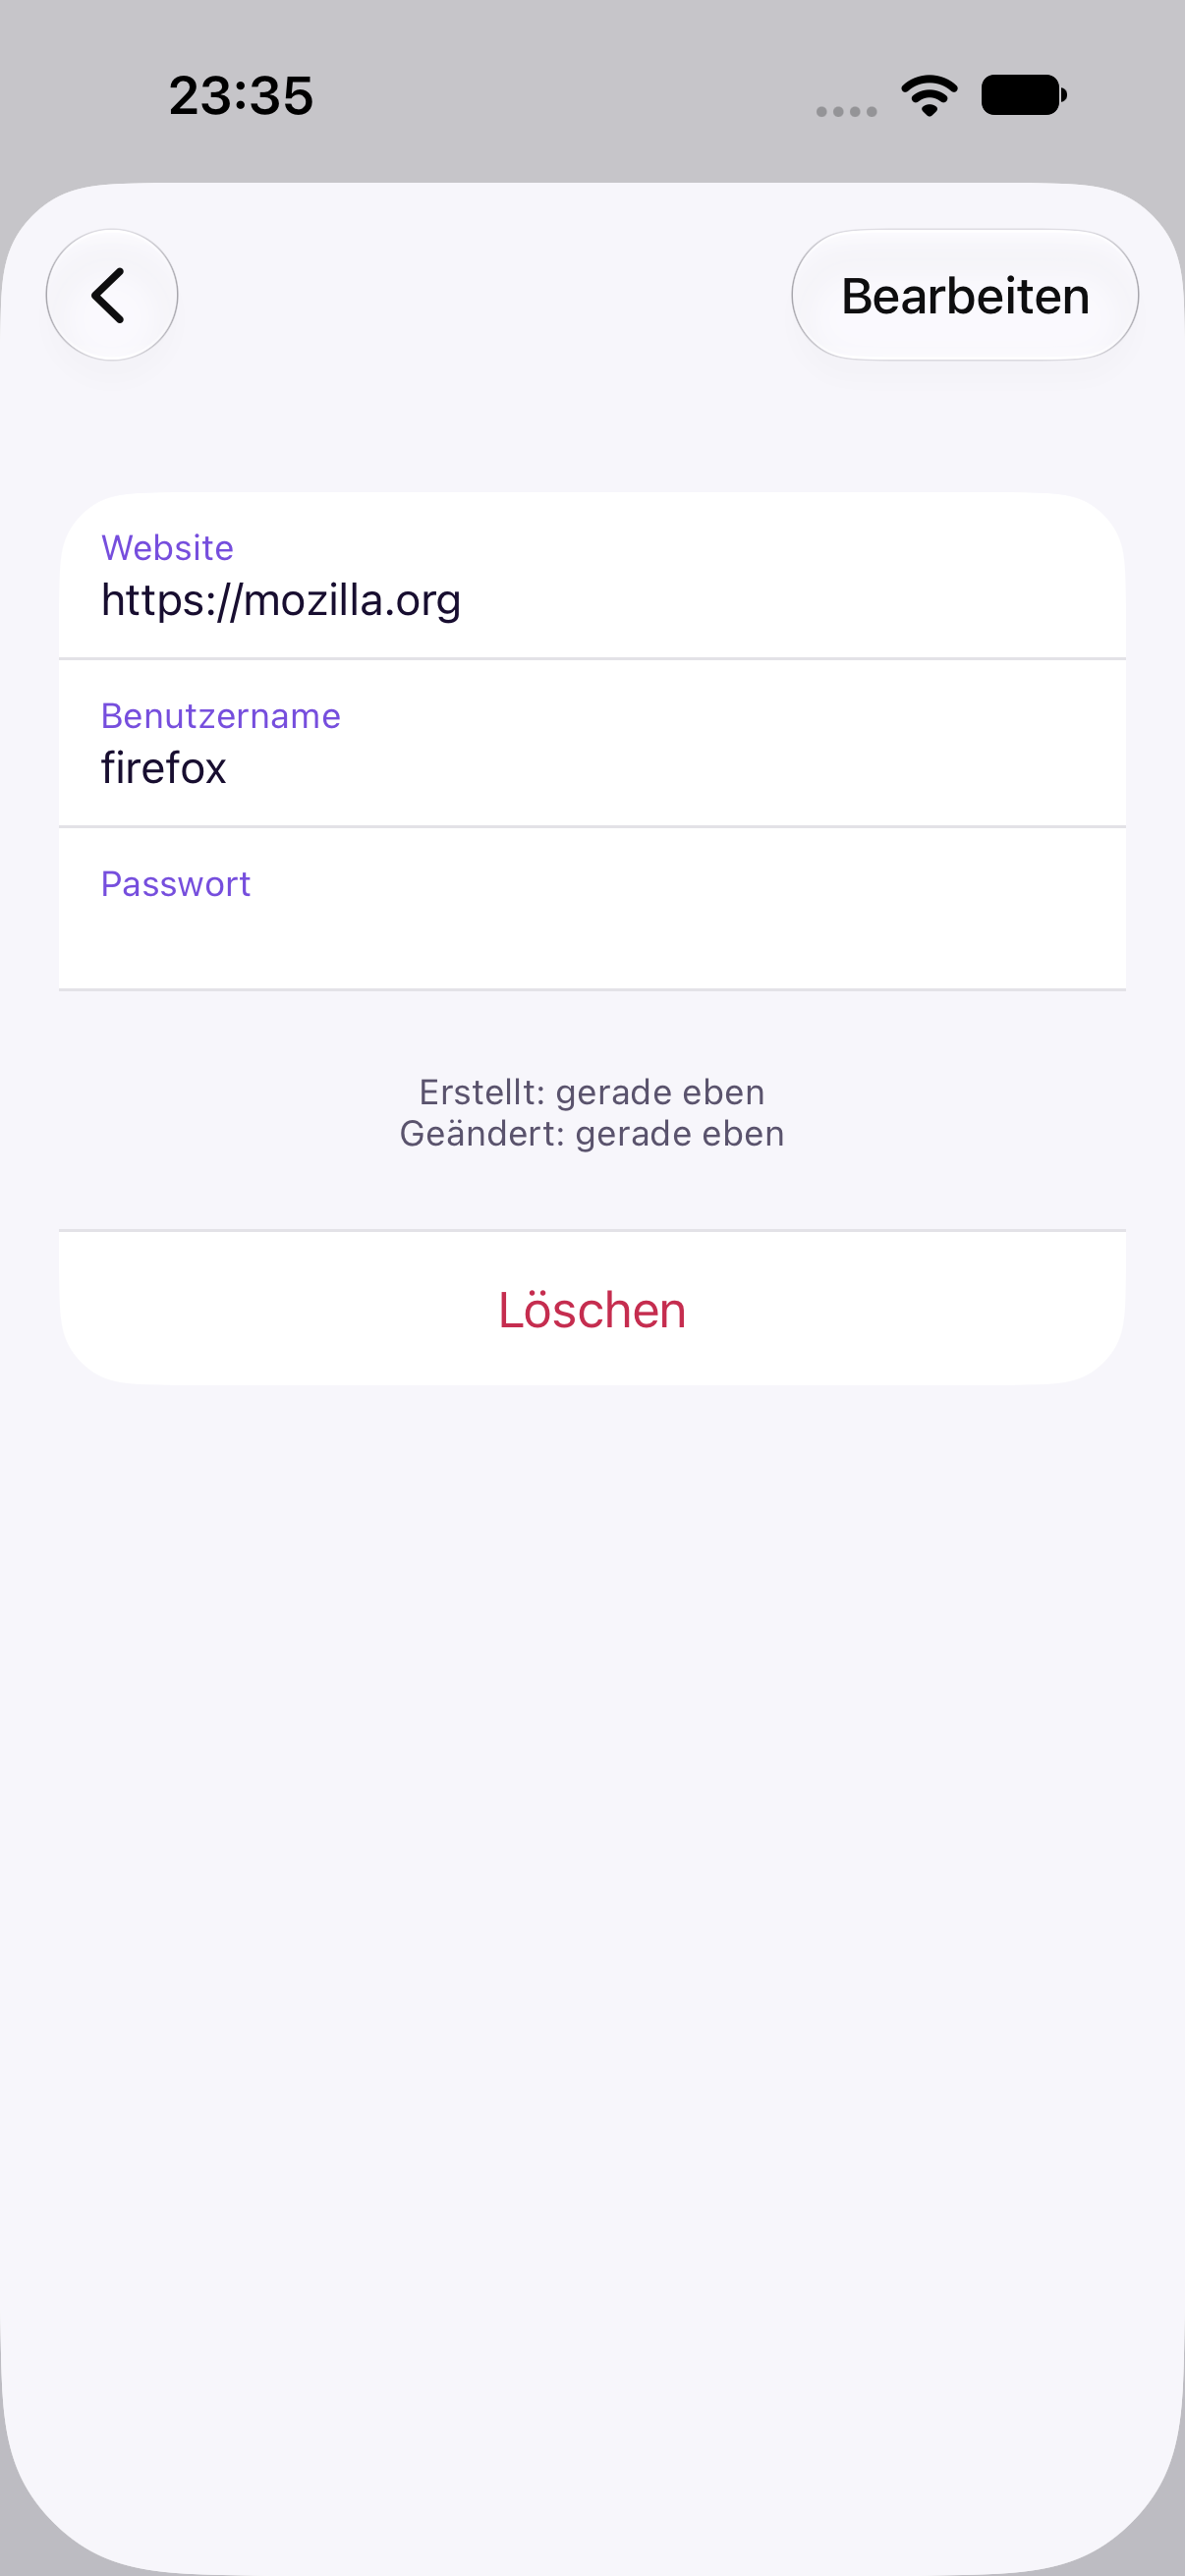 23:35
Bearbeiten
Website
https://mozilla.org
Benutzername
firefox
Passwort
Erstellt: gerade eben
Geändert: gerade eben
Löschen